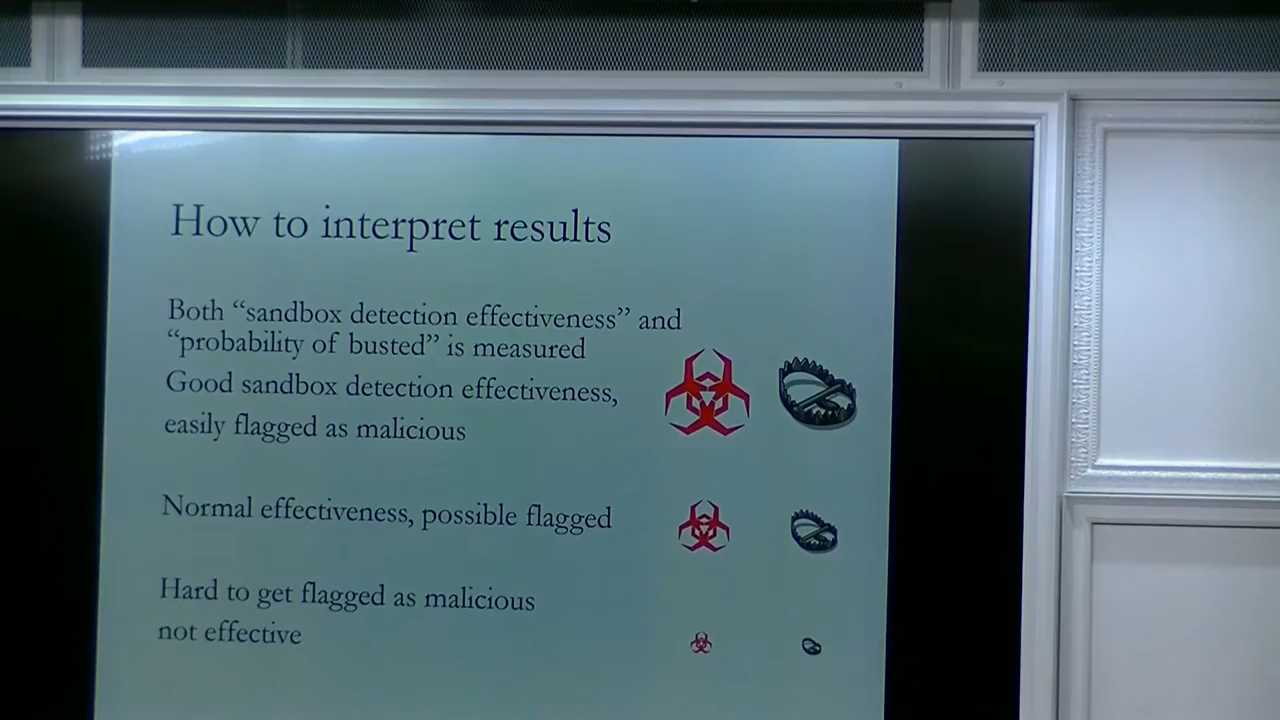 How to interpret results
Both “sandbox detection effectiveness” and
“probability of busted” is measured
Good sandbox detection effectiveness,
easily flagged as malicious
Normal effectiveness, possible flagged
Hard to get flagged as malicious
not effective